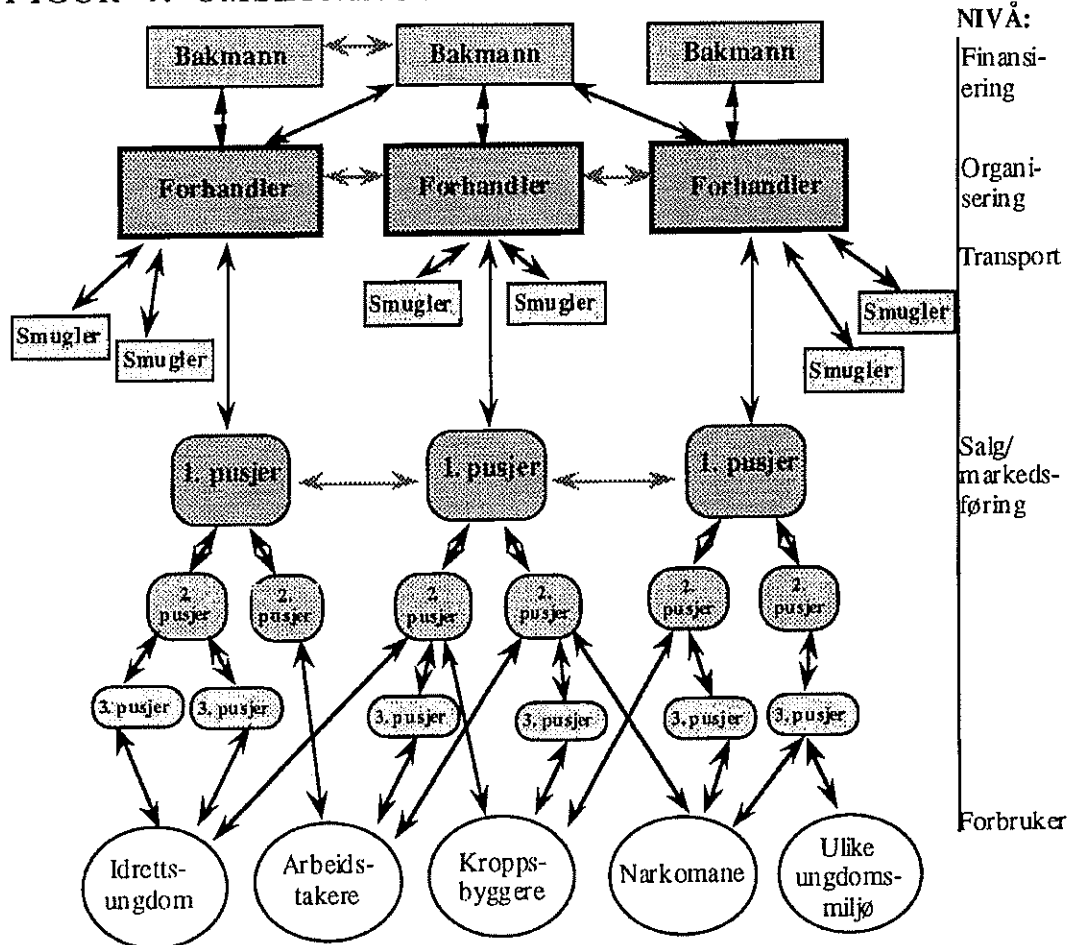 NIVÅ:
Bakmann Bakmann Bakmann
Finansi-
ering
Forhandler Forhandler Forhandler
Organi-
sering
Transport
Smugler Smugler Smugler Smugler Smugler Smugler
1. pusjer 1. pusjer 1. pusjer
Salg/
markeds-
føring
2. pusjer 2. pusjer 2. pusjer 2. pusjer 2. pusjer 2. pusjer
3. pusjer 3. pusjer 3. pusjer 3. pusjer 3. pusjer 3. pusjer
Forbruker
Idretts-
ungdom
Arbeids-
takere
Kropps-
byggere
Narkomane
Ulike
ungdoms-
miljø